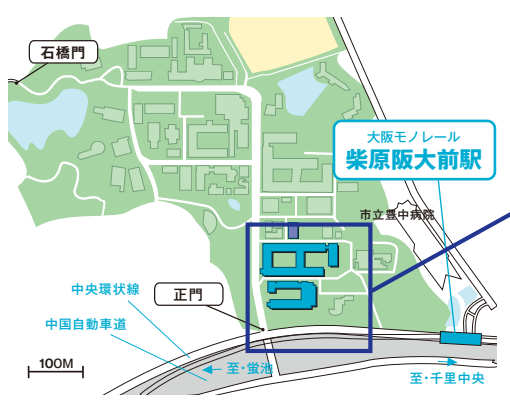 石橋門
大阪モノレール
柴原阪大前駅
市立豊中病院
中央環状線
正門
中国自動車道
100M
至・蛍池
至・千里中央